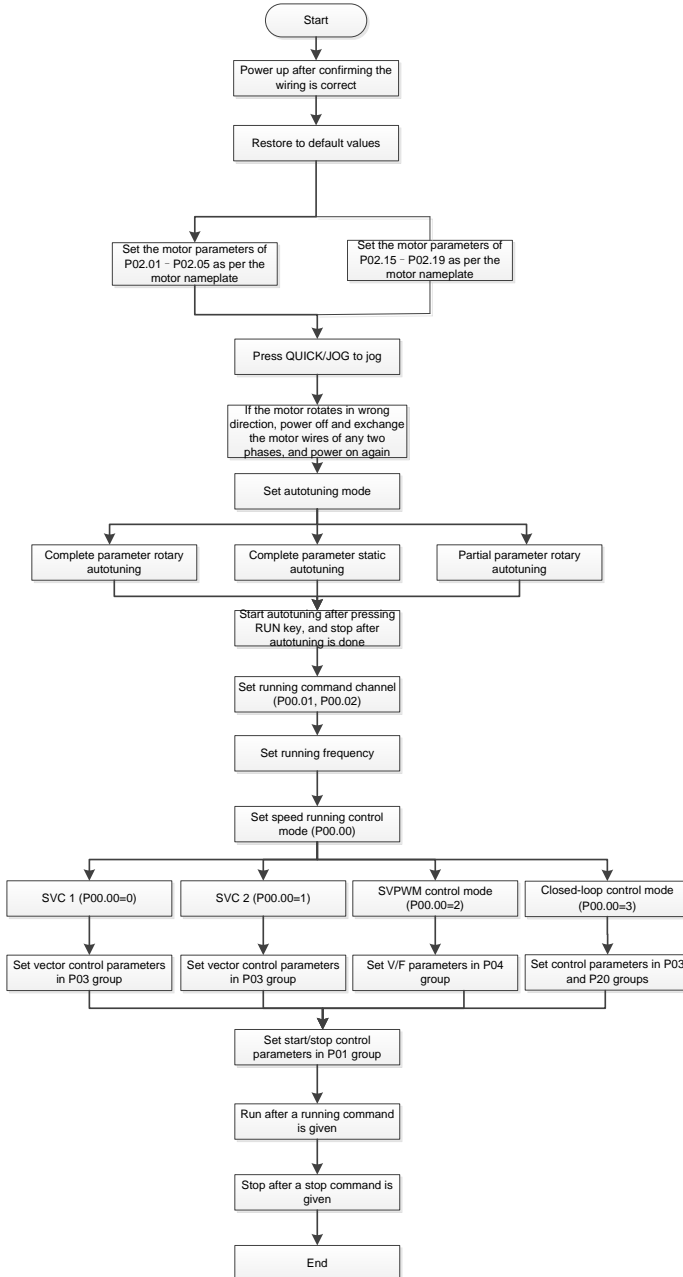 Start
Power up after confirming the
wiring is correct
Restore to default values
Set the motor parameters of
P02.01 - P02.05 as per the
motor nameplate
Set the motor parameters of
P02.15 - P02.19 as per the
motor nameplate
Press QUICK/JOG to jog
If the motor rotates in wrong
direction, power off and exchange
the motor wires of any two
phases, and power on again
Set autotuning mode
Complete parameter rotary
autotuning
Complete parameter static
autotuning
Partial parameter rotary
autotuning
Start autotuning after pressing
RUN key, and stop after
autotuning is done
Set running command channel
(P00.01, P00.02)
Set running frequency
Set speed running control
mode (P00.00)
SVC 1 (P00.00=0)
SVC 2 (P00.00=1)
SVPWM control mode
(P00.00=2)
Closed-loop control mode
(P00.00=3)
Set vector control parameters
in P03 group
Set vector control parameters
in P03 group
Set V/F parameters in P04
group
Set control parameters in P03
and P20 groups
Set start/stop control
parameters in P01 group
Run after a running command
is given
Stop after a stop command is
given
End